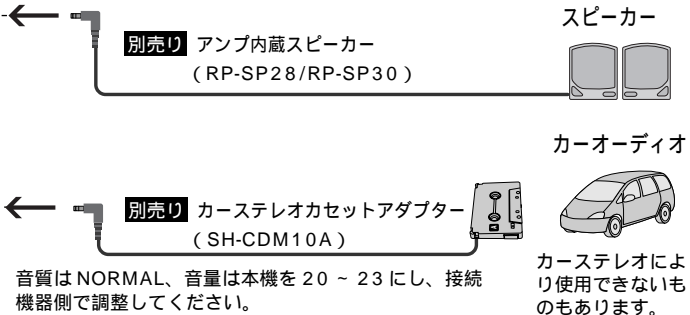 スピーカー
別売り アンプ内蔵スピーカー
（RP-SP28/RP-SP30）
カーオーディオ
別売り カーステレオカセットアダプター
（SH-CDM10A）
音質はNORMAL、音量は本機を20～23にし、接続
機器側で調整してください。
カーステレオによ
り使用できないも
のもあります。